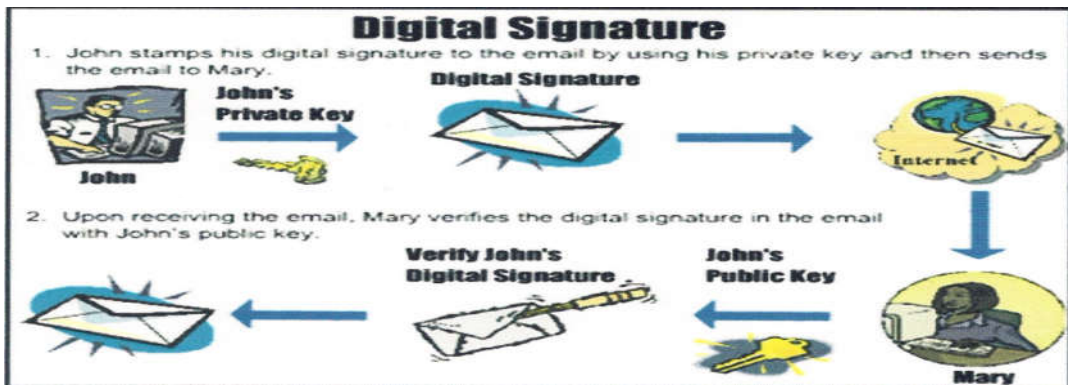 Digital Signature
1. John stamps his digital signature to the email by using his private key and then sends
the email to Mary.
Digital Signature
John's
Private Key
John
Internet
2. Upon receiving the email, Mary verifies the digital signature in the email
with John's public key.
Verify John's
Digital Signature
John's
Public Key
Mary